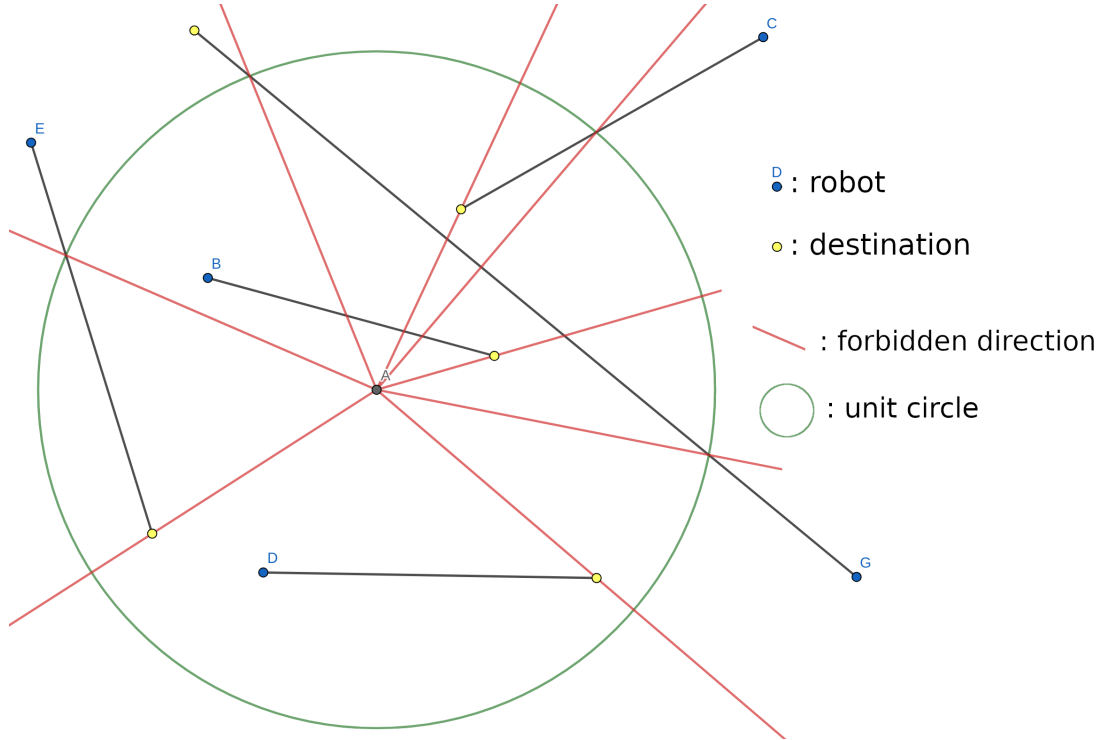 C
E
D
: robot
B
: destination
: forbidden direction
A
: unit circle
D
G